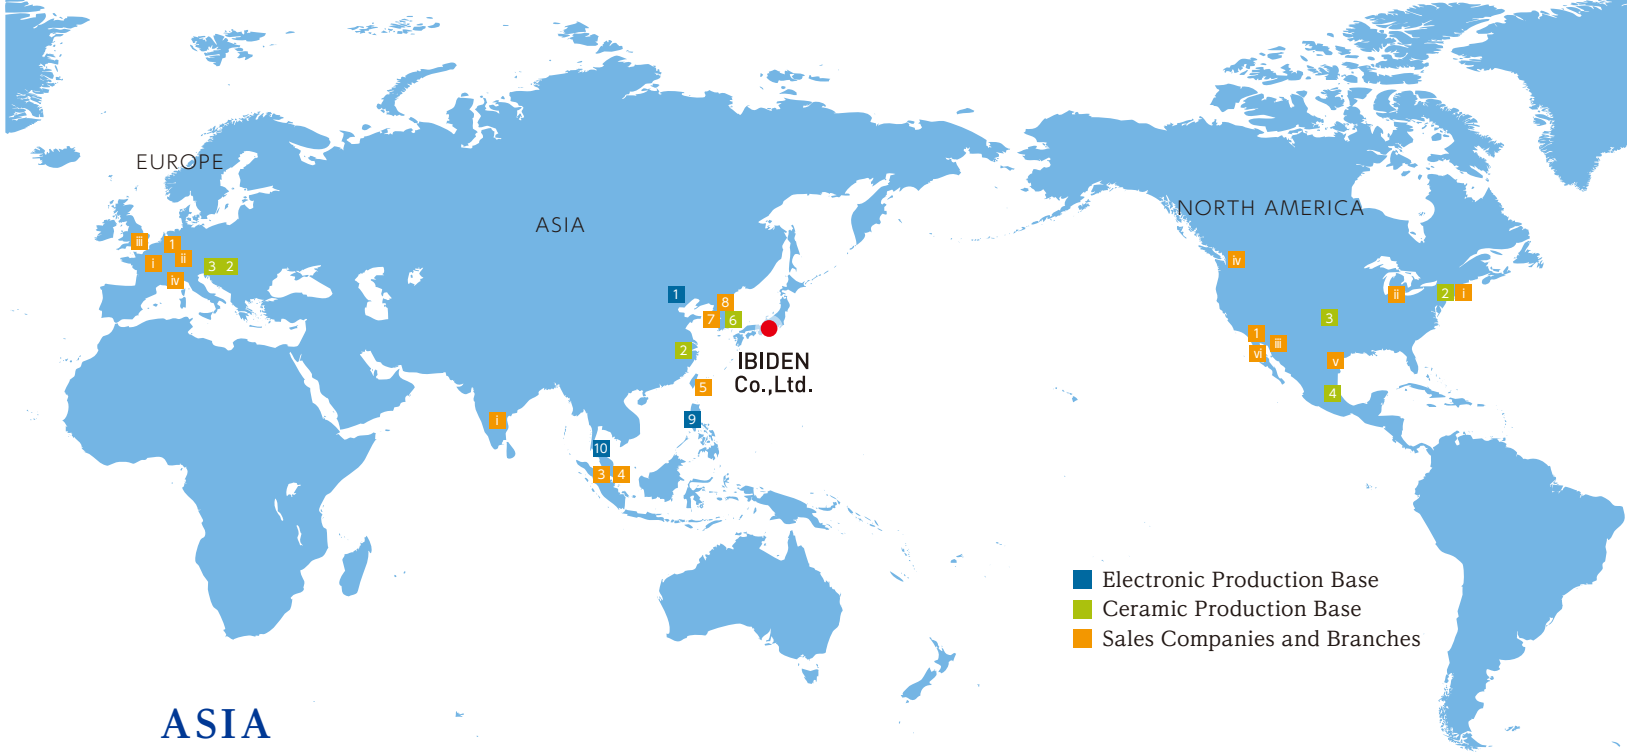 EUROPE
ASIA
NORTH AMERICA
iii
1
i
ii
iv
3
2
1
8
7
6
2
5
9
10
3
4
i
IBIDEN
Co.,Ltd.
iv
ii
2
i
3
1
iii
vi
v
4
Electronic Production Base
Ceramic Production Base
Sales Companies and Branches
ASIA